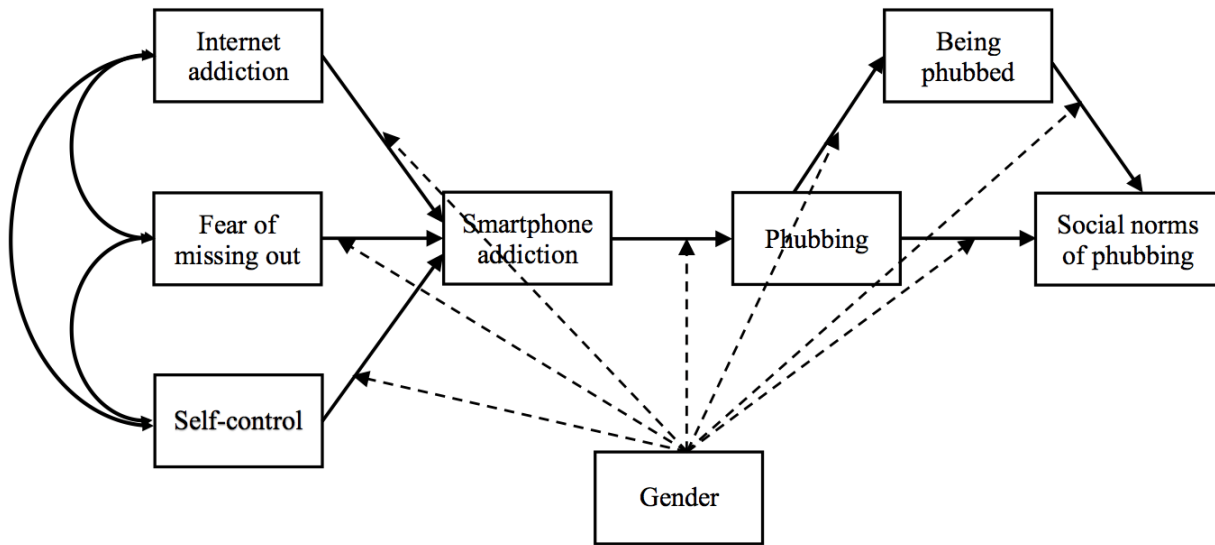 Internet
addiction
Being
phubbed
Fear of
missing out
Smartphone
addiction
Phubbing
Social norms
of phubbing
Self-control
Gender